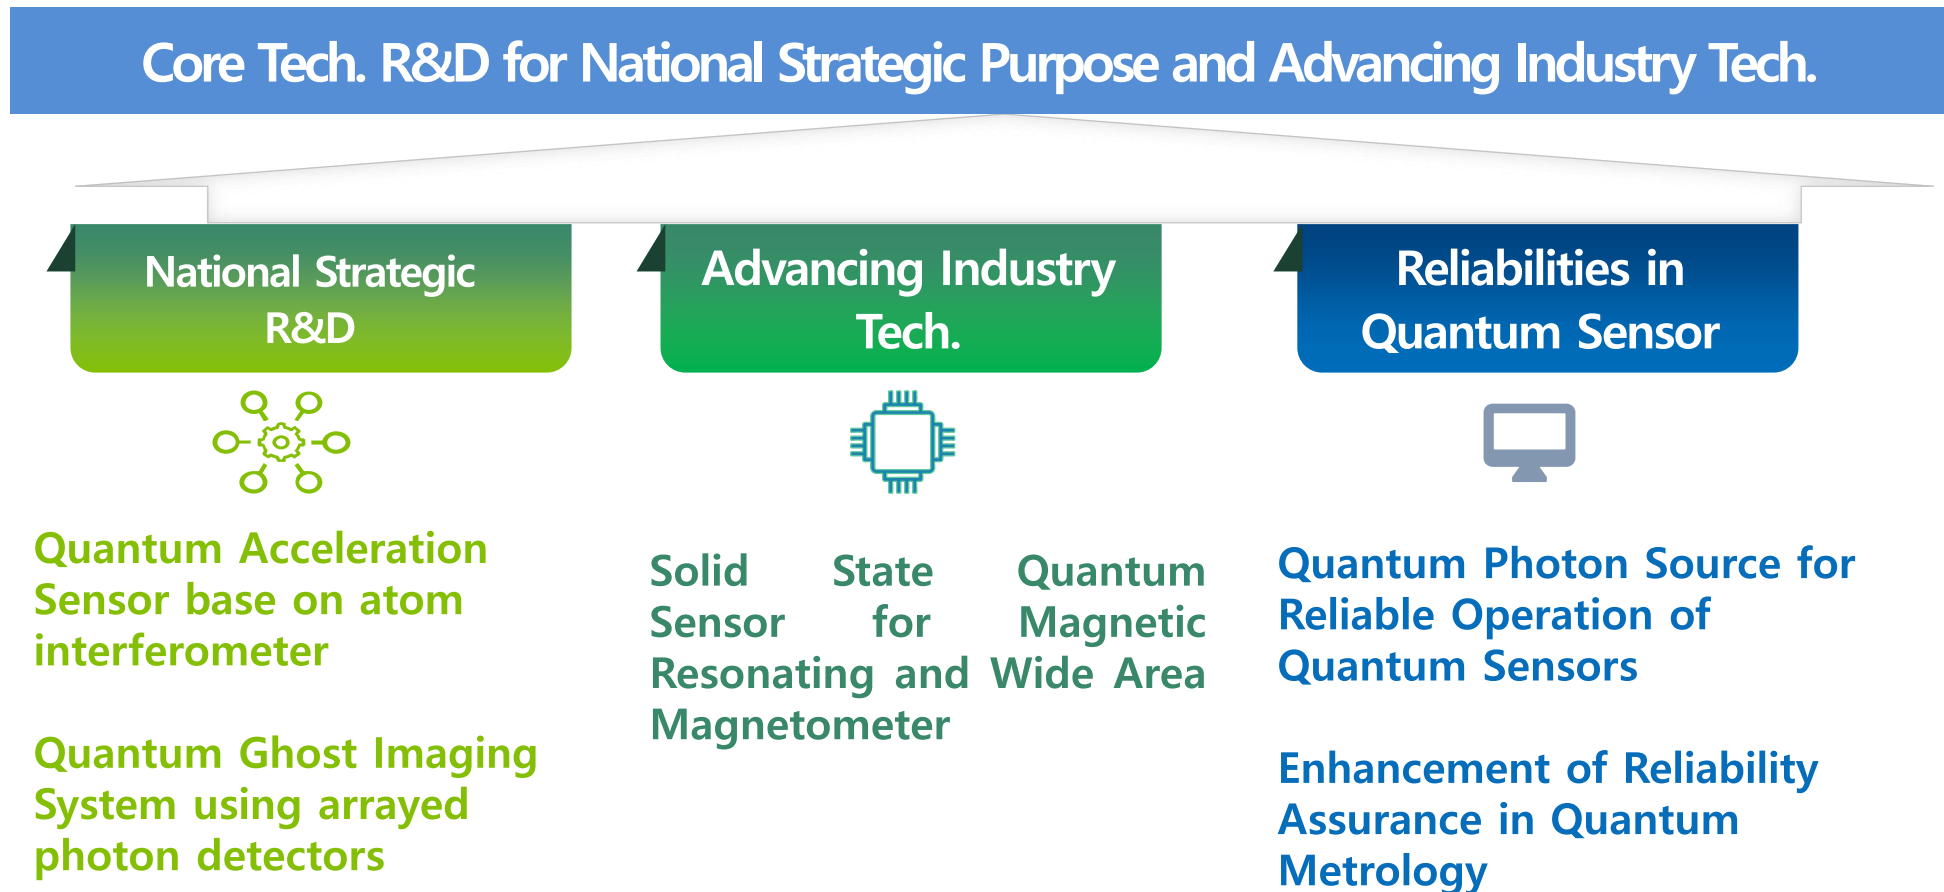 Core Tech. R&D for National Strategic Purpose and Advancing Industry Tech.
National Strategic
R&D
Quantum Acceleration
Sensor base on atom
interferometer
Quantum Ghost Imaging
System using arrayed
photon detectors
Advancing Industry
Tech.
Solid State Quantum
Sensor for Magnetic
Resonating and Wide Area
Magnetometer
Reliabilities in
Quantum Sensor
Quantum Photon Source for
Reliable Operation of
Quantum Sensors
Enhancement of Reliability
Assurance in Quantum
Metrology